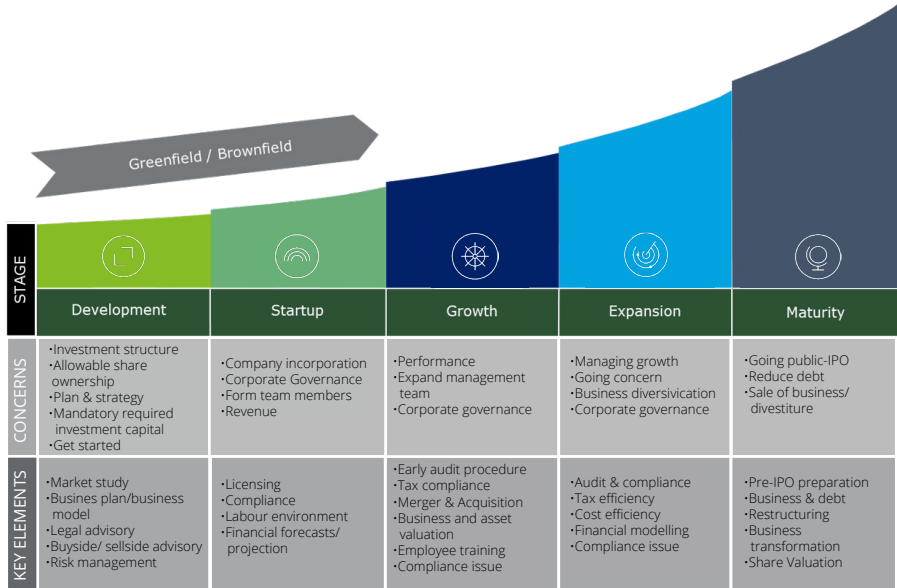 Greenfield / Brownfield
STAGE
Development
Startup
Growth
Expansion
Maturity
CONCERNS
•Investment structure
•Allowable share
ownership
•Plan & strategy
•Mandatory required
investment capital
•Get started
•Company incorporation
•Corporate Governance
•Form team members
•Revenue
•Performance
•Expand management
team
•Corporate governance
•Managing growth
•Going concern
•Business diversivication
•Corporate governance
•Going public-IPO
•Reduce debt
•Sale of business/
divestiture
KEY ELEMENTS
•Market study
•Busines plan/business
model
•Legal advisory
•Buyside/ sellside advisory
•Risk management
•Licensing
•Compliance
•Labour environment
•Financial forecasts/
projection
•Early audit procedure
•Tax compliance
•Merger & Acquisition
•Business and asset
valuation
•Employee training
•Compliance issue
•Audit & compliance
•Tax efficiency
•Cost efficiency
•Financial modelling
•Compliance issue
•Pre-IPO preparation
•Business & debt
•Restructuring
•Business
transformation
•Share Valuation